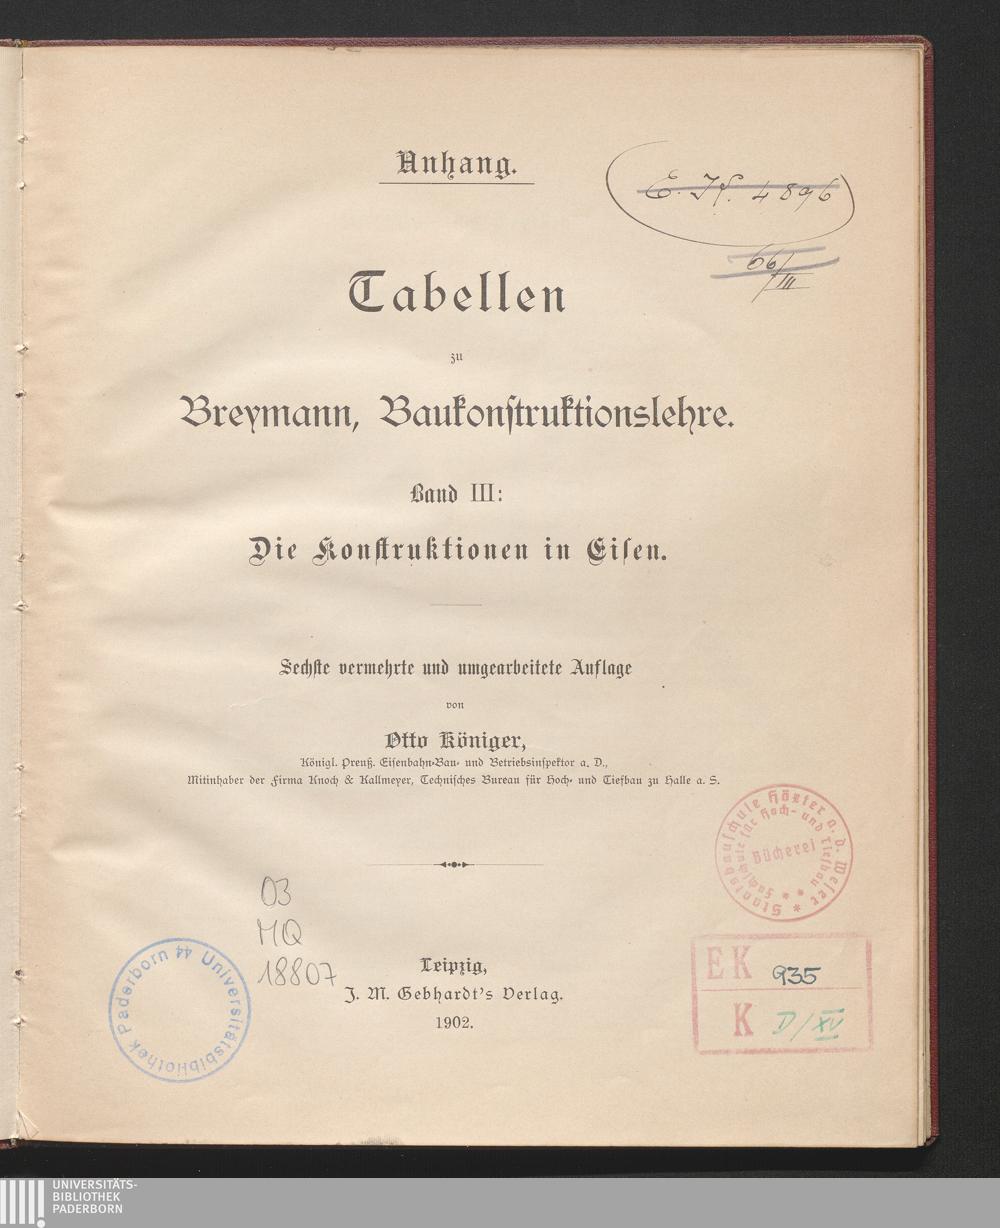 Anhang.
E. K. 4896
66/III
Tabellen
zu
Breymann, Baukonſtruktionslehre.
Band III:
Die Konſtruktionen in Eiſen.
Sechſte vermehrte und umgearbeitete Auflage
von
Otto Königer,
Königl. Preuß. Eiſenbahn-Bau- und Betriebsinſpektor a. D.,
Mitinhaber der Firma Knoch & Kallmeyer, Techniſches Bureau für Hoch- und Tiefbau zu Halle a. S.
Staatsbauſchule Höxter a. d. Weſer
Fachſchule für Hoch- und Tiefbau
Bücherei
03
MQ
18807
Universitätsbibliothek Paderborn 44
Leipzig,
J. M. Gebhardt's Verlag.
1902.
EK 935
K D/XV
UNIVERSITÄTS-
BIBLIOTHEK
PADERBORN